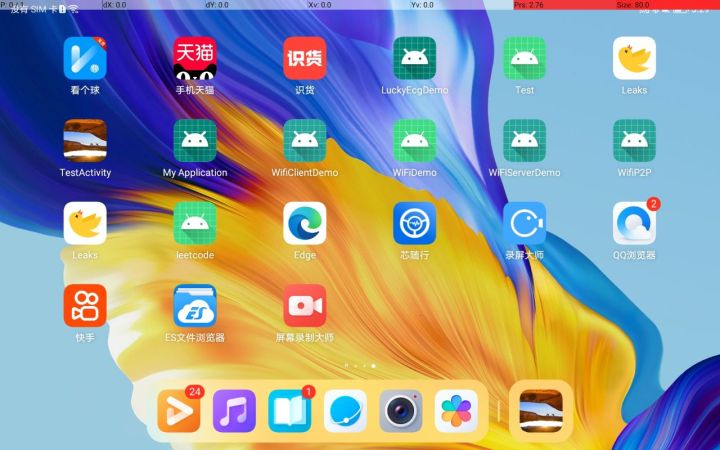 P: 0 / 1 dX: 0.0 dY: 0.0 Xv: 0.0 Yv: 0.0 Prs: 2.76 Size: 80.0
没有 SIM 卡
天猫
识货
看个球 手机天猫 识货 LuckyEcgDemo Test Leaks
TestActivity My Application WifiClientDemo WiFiDemo WiFiServerDemo WifiP2P
2
Leaks leetcode Edge 芯随行 录屏大师 QQ浏览器
ES
快手 ES文件浏览器 屏幕录制大师
24 1